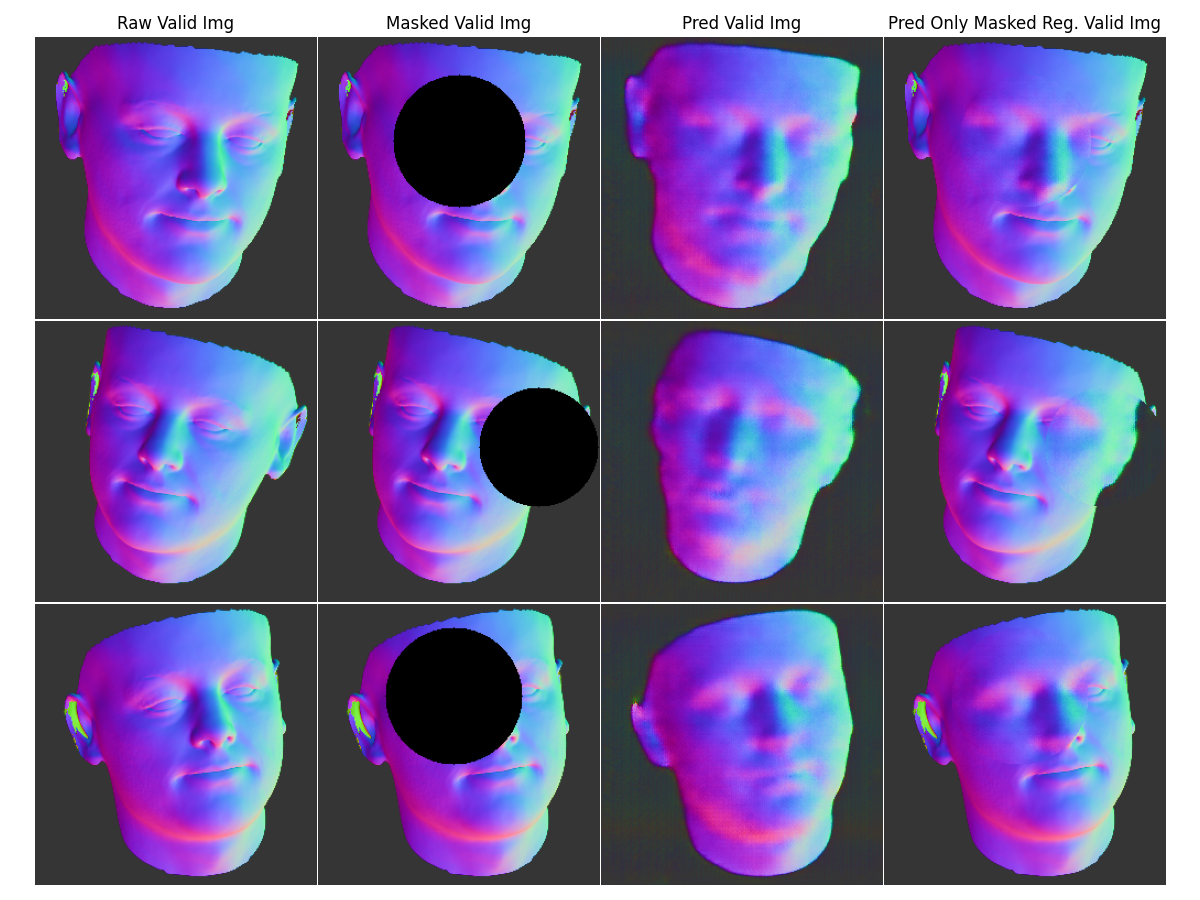 Raw Valid Img
Masked Valid Img
Pred Valid Img
Pred Only Masked Reg. Valid Img